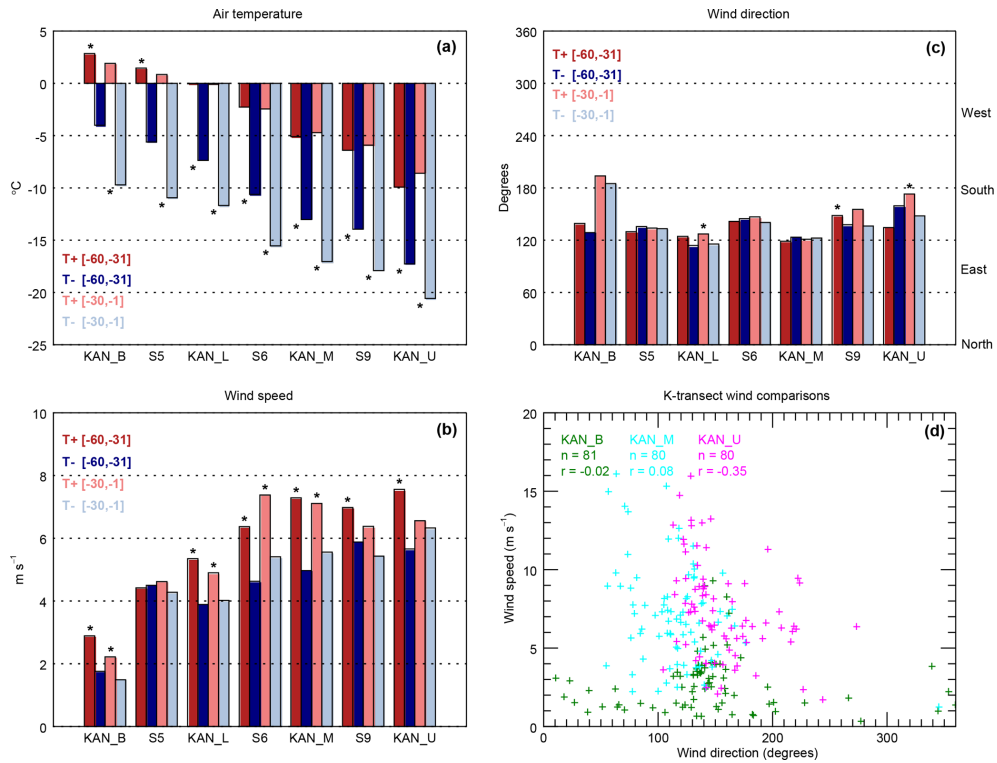 Air temperature
(a)
5
0
-5
-10
-15
-20
-25
°C
* * * * * * * * * * * * * *
T+ [-60,-31]
T- [-60,-31]
T+ [-30,-1]
T- [-30,-1]
KAN_B S5 KAN_L S6 KAN_M S9 KAN_U
Wind direction
(c)
360
300
240
180
120
60
0
Degrees
T+ [-60,-31]
T- [-60,-31]
T+ [-30,-1]
T- [-30,-1]
* * *
West
South
East
North
KAN_B S5 KAN_L S6 KAN_M S9 KAN_U
Wind speed
(b)
10
8
6
4
2
0
m s⁻¹
T+ [-60,-31]
T- [-60,-31]
T+ [-30,-1]
T- [-30,-1]
* * * * * * * * * *
KAN_B S5 KAN_L S6 KAN_M S9 KAN_U
K-transect wind comparisons
(d)
20
15
10
5
0
Wind speed (m s⁻¹)
KAN_B KAN_M KAN_U
n = 81 n = 80 n = 80
r = -0.02 r = 0.08 r = -0.35
0 100 200 300
Wind direction (degrees)